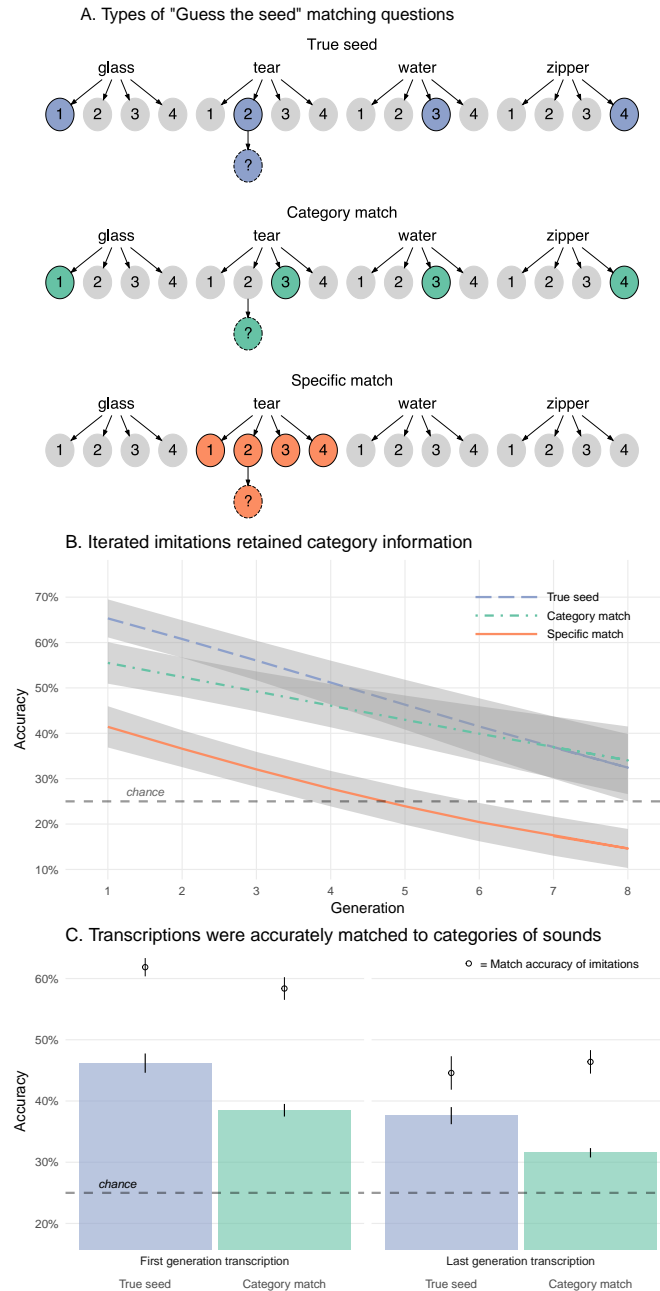 A. Types of "Guess the seed" matching questions
True seed
glass tear water zipper
1 2 3 4 1 2 3 4 1 2 3 4 1 2 3 4
?
Category match
glass tear water zipper
1 2 3 4 1 2 3 4 1 2 3 4 1 2 3 4
?
Specific match
glass tear water zipper
1 2 3 4 1 2 3 4 1 2 3 4 1 2 3 4
?
B. Iterated imitations retained category information
70%
60%
50%
40%
30%
20%
10%
Accuracy
True seed
Category match
Specific match
chance
1 2 3 4 5 6 7 8
Generation
C. Transcriptions were accurately matched to categories of sounds
= Match accuracy of imitations
60%
50%
40%
30%
20%
Accuracy
chance
First generation transcription Last generation transcription
True seed Category match True seed Category match